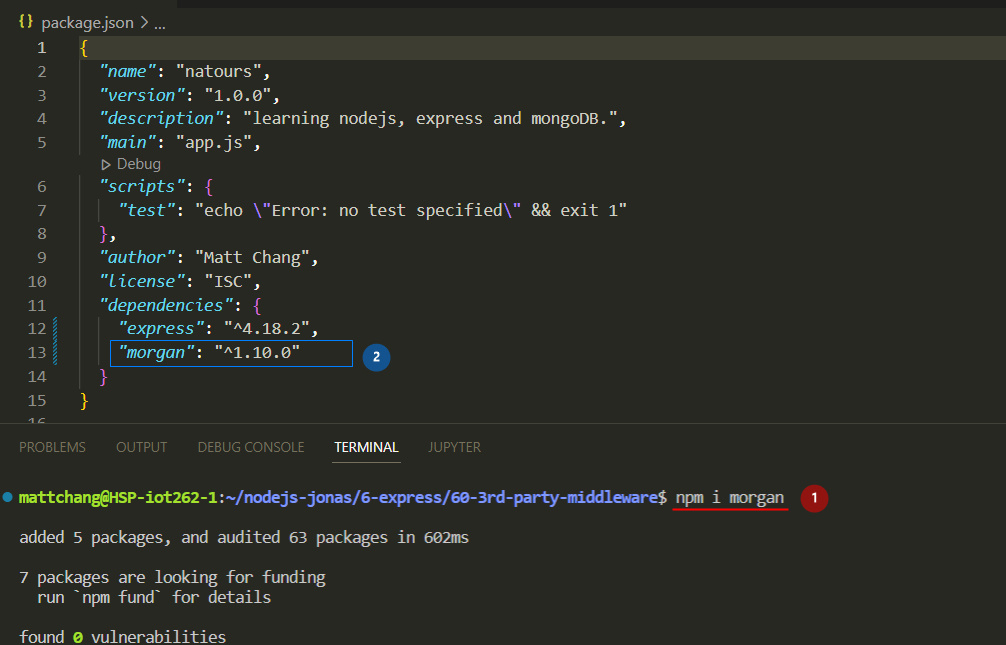 {} package.json > ...
1 {
2 "name": "natours",
3 "version": "1.0.0",
4 "description": "learning nodejs, express and mongoDB.",
5 "main": "app.js",
Debug
6 "scripts": {
7 "test": "echo \"Error: no test specified\" && exit 1"
8 },
9 "author": "Matt Chang",
10 "license": "ISC",
11 "dependencies": {
12 "express": "^4.18.2",
13 "morgan": "^1.10.0" 2
14 }
15 }
16
PROBLEMS OUTPUT DEBUG CONSOLE TERMINAL JUPYTER
mattchang@HSP-iot262-1:~/nodejs-jonas/6-express/60-3rd-party-middleware$ npm i morgan 1
added 5 packages, and audited 63 packages in 602ms
7 packages are looking for funding
run `npm fund` for details
found 0 vulnerabilities